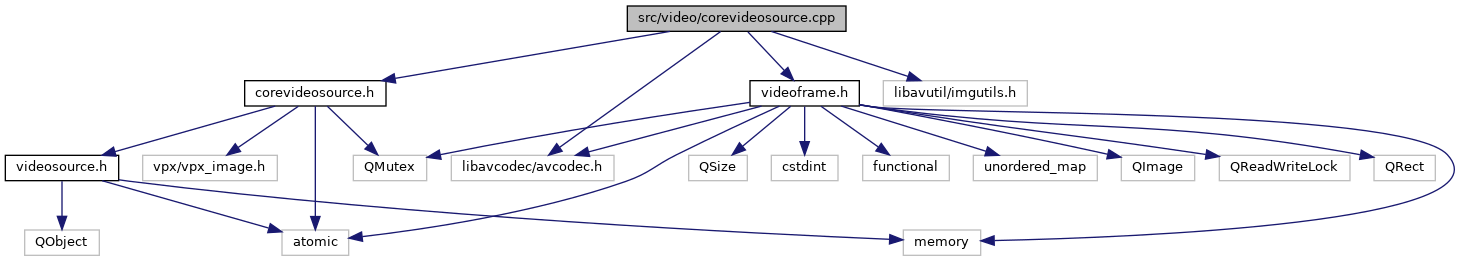 src/video/corevideosource.cpp
corevideosource.h
videoframe.h
libavutil/imgutils.h
videosource.h
vpx/vpx_image.h
QMutex
libavcodec/avcodec.h
QSize
cstdint
functional
unordered_map
QImage
QReadWriteLock
QRect
QObject
atomic
memory